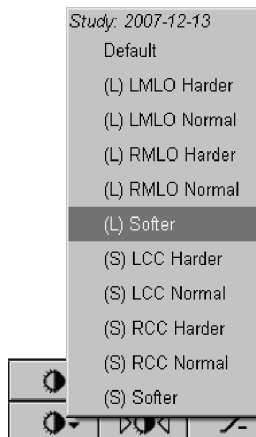 Study: 2007-12-13
Default
(L) LMLO Harder
(L) LMLO Normal
(L) RMLO Harder
(L) RMLO Normal
(L) Softer
(S) LCC Harder
(S) LCC Normal
(S) RCC Harder
(S) RCC Normal
(S) Softer